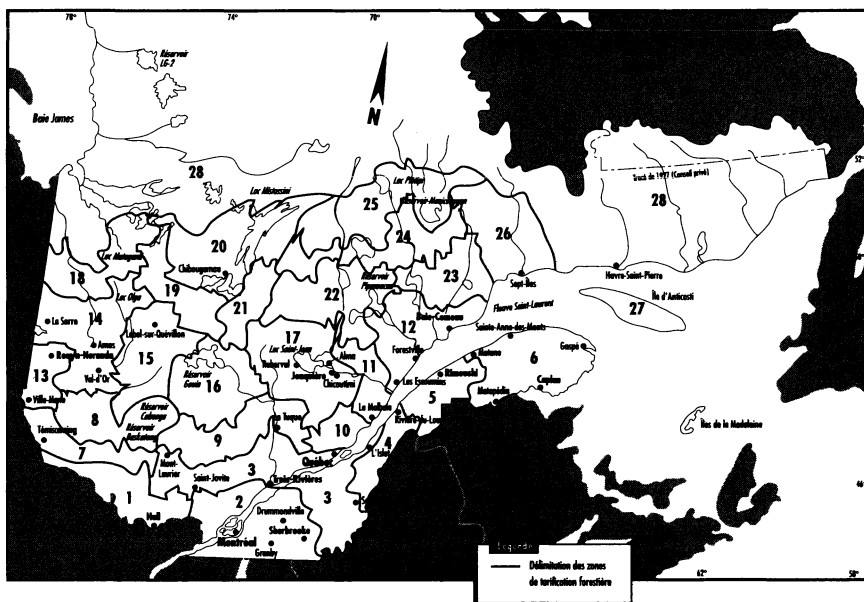 78°
74°
70°
Réservoir
LG-2
Baie James
N
52°
Lac Mistassini
28
Lac Plétipi
Tracé de 1927 (Conseil privé)
28
25
Réservoir Manicouagan
24
26
20
Lac Matagami
18
Chibougamau
23
Sept-Îles
Havre-Saint-Pierre
19
22
Réservoir
Pipmuacan
27
Île d'Anticosti
21
Fleuve Saint-Laurent
14
La Sarre
Baie-Comeau
12
Sainte-Anne-des-Monts
Lebel-sur-Quévillon
17
Lac Saint-Jean
Amos
Rouyn-Noranda
15
Alma
Forestville
Matane
Gaspé
6
Roberval
11
Réservoir
Gouin
16
Jonquière
Chicoutimi
Rimouski
13
Val-d'Or
Les Escoumins
Caplan
5
Matapédia
Ville-Marie
8
Réservoir
Cabonga
La Malbaie
La Tuque
Îles de la Madeleine
Témiscaming
Réservoir
Baskatong
9
10
4
7
Québec
L'Islet
Mont-
Laurier
3
46°
Saint-Jovite
Trois-Rivières
1
2
3
Hull
Drummondville
Sherbrooke
Montréal
Granby
Légende
Délimitation des zones
de tarification forestière
62°
58°